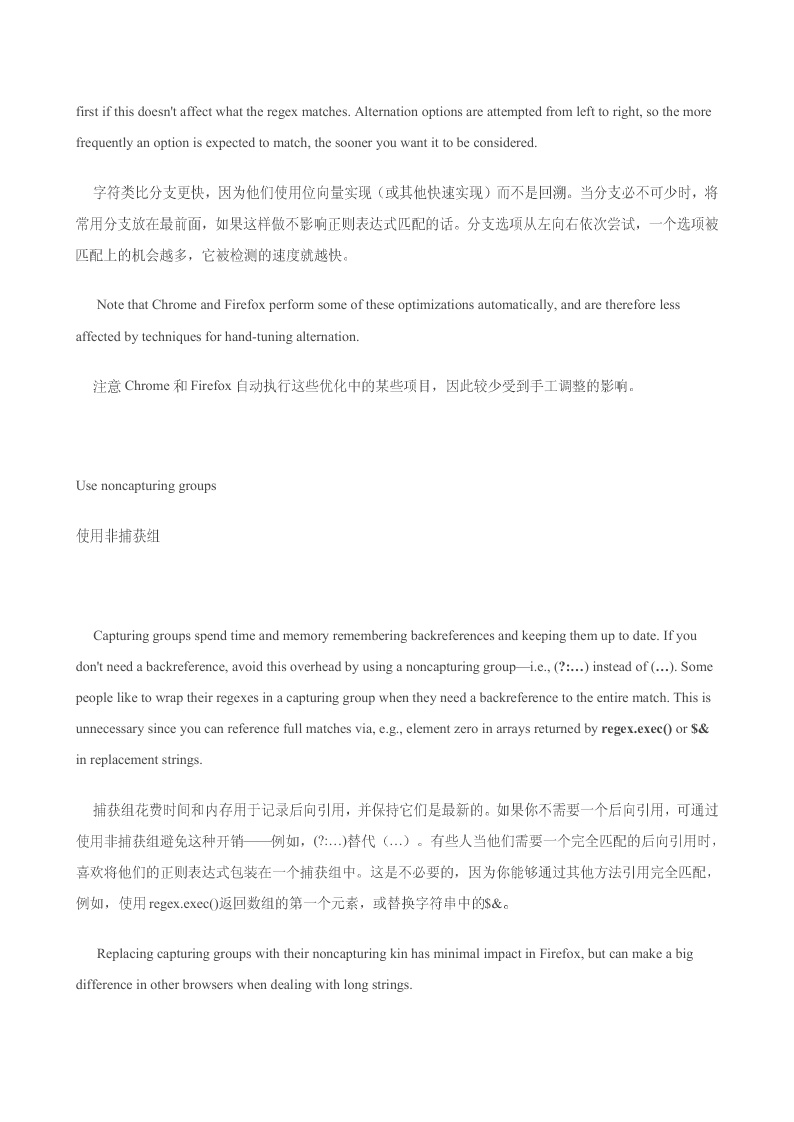 first if this doesn't affect what the regex matches. Alternation options are attempted from left to right, so the more
frequently an option is expected to match, the sooner you want it to be considered.
字符类比分支更快，因为他们使用位向量实现（或其他快速实现）而不是回溯。当分支必不可少时，将
常用分支放在最前面，如果这样做不影响正则表达式匹配的话。分支选项从左向右依次尝试，一个选项被
匹配上的机会越多，它被检测的速度就越快。
Note that Chrome and Firefox perform some of these optimizations automatically, and are therefore less
affected by techniques for hand-tuning alternation.
注意 Chrome 和 Firefox 自动执行这些优化中的某些项目，因此较少受到手工调整的影响。
Use noncapturing groups
使用非捕获组
Capturing groups spend time and memory remembering backreferences and keeping them up to date. If you
don't need a backreference, avoid this overhead by using a noncapturing group—i.e., (?:…) instead of (…). Some
people like to wrap their regexes in a capturing group when they need a backreference to the entire match. This is
unnecessary since you can reference full matches via, e.g., element zero in arrays returned by regex.exec() or $&
in replacement strings.
捕获组花费时间和内存用于记录后向引用，并保持它们是最新的。如果你不需要一个后向引用，可通过
使用非捕获组避免这种开销——例如，(?:…)替代（…）。有些人当他们需要一个完全匹配的后向引用时，
喜欢将他们的正则表达式包装在一个捕获组中。这是不必要的，因为你能够通过其他方法引用完全匹配，
例如，使用 regex.exec()返回数组的第一个元素，或替换字符串中的$&。
Replacing capturing groups with their noncapturing kin has minimal impact in Firefox, but can make a big
difference in other browsers when dealing with long strings.